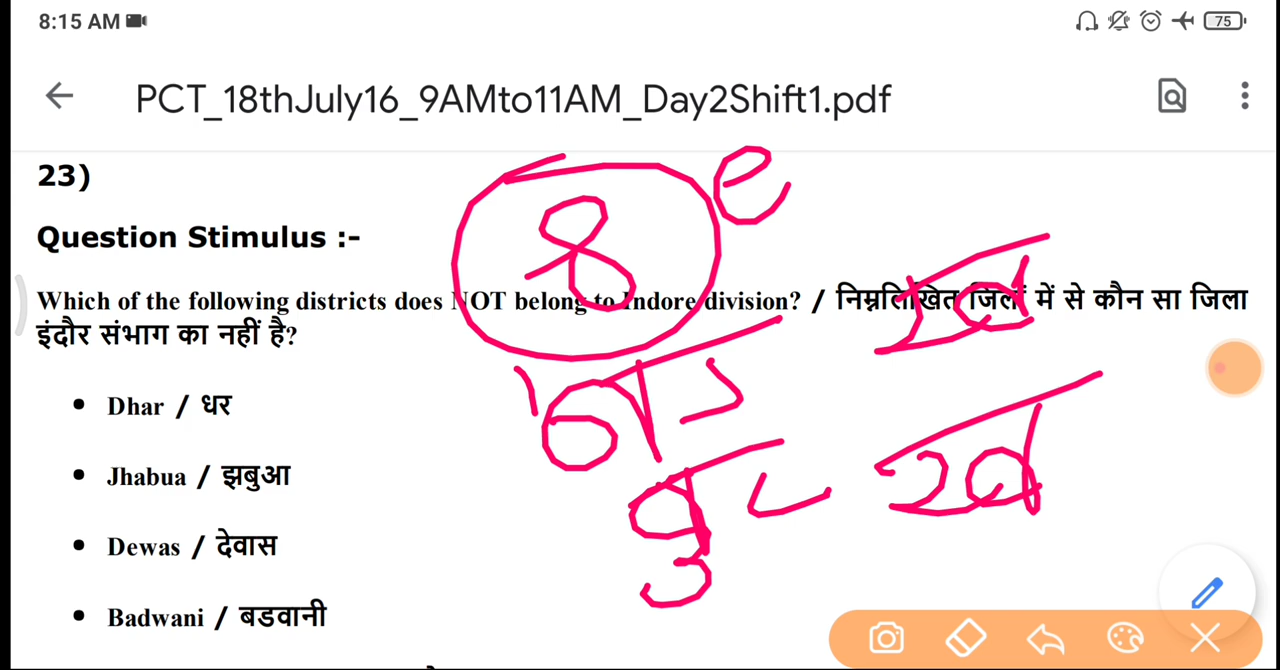 8:15 AM
75
PCT_18thJuly16_9AMto11AM_Day2Shift1.pdf
23)
Question Stimulus :-
Which of the following districts does NOT belong to Indore division? / निम्नलिखित जिलों में से कौन सा जिला
इंदौर संभाग का नहीं है?
• Dhar / धर
• Jhabua / झबुआ
• Dewas / देवास
• Badwani / बडवानी
8
e